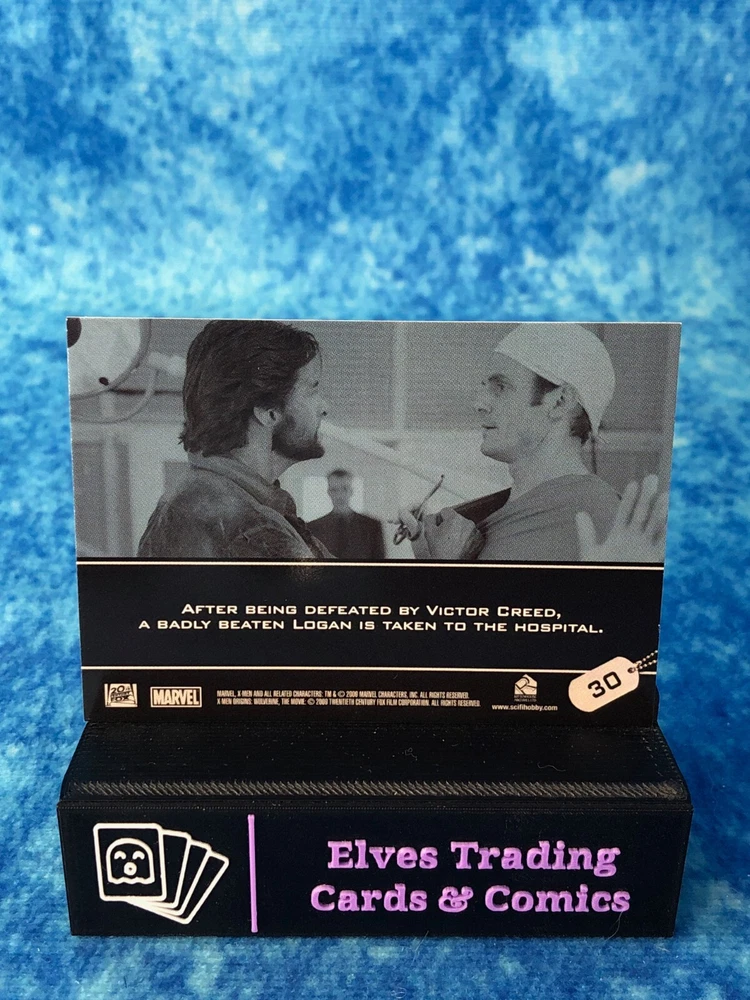 AFTER BEING DEFEATED BY VICTOR CREED,
A BADLY BEATEN LOGAN IS TAKEN TO THE HOSPITAL.
20
FOX
MARVEL
MARVEL, X-MEN AND ALL RELATED CHARACTERS: TM & © 2009 MARVEL CHARACTERS, INC. ALL RIGHTS RESERVED.
X-MEN ORIGINS: WOLVERINE, THE MOVIE: © 2009 TWENTIETH CENTURY FOX FILM CORPORATION. ALL RIGHTS RESERVED.
www.scifihobby.com
30
Elves Trading
Cards & Comics